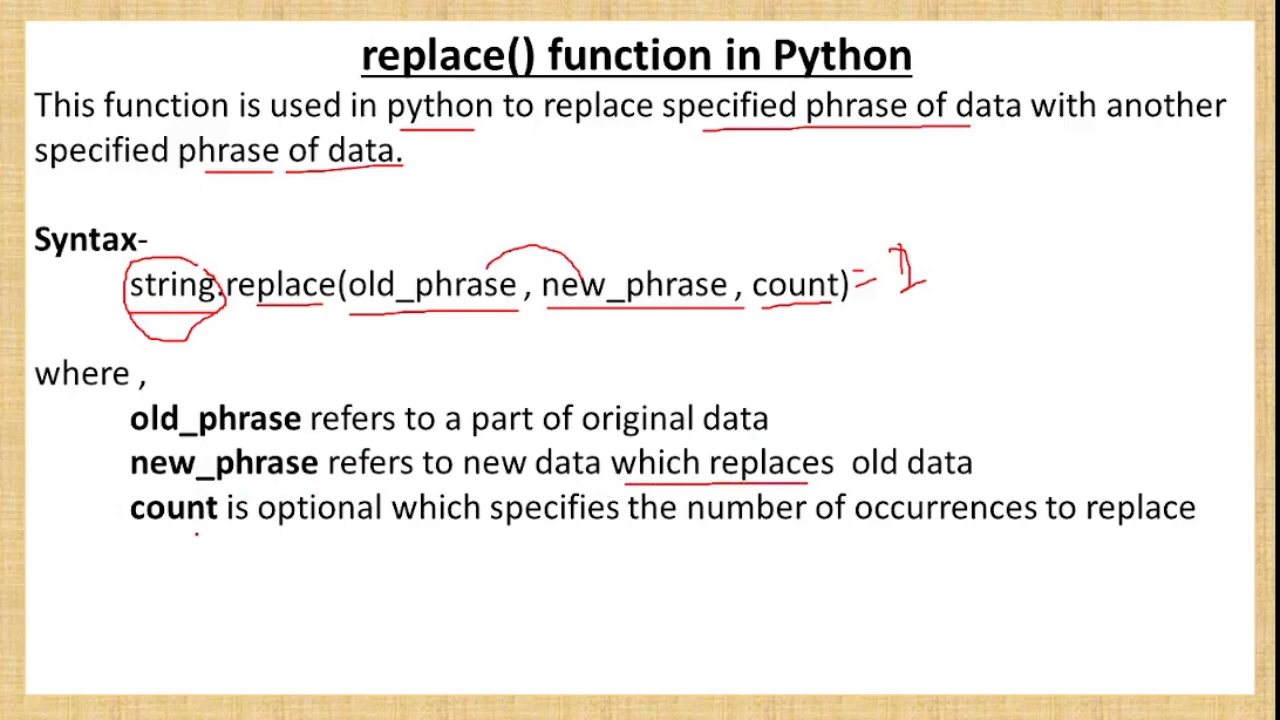 replace() function in Python
This function is used in python to replace specified phrase of data with another
specified phrase of data.
Syntax-
string.replace(old_phrase , new_phrase , count) = 1
where ,
old_phrase refers to a part of original data
new_phrase refers to new data which replaces old data
count is optional which specifies the number of occurrences to replace